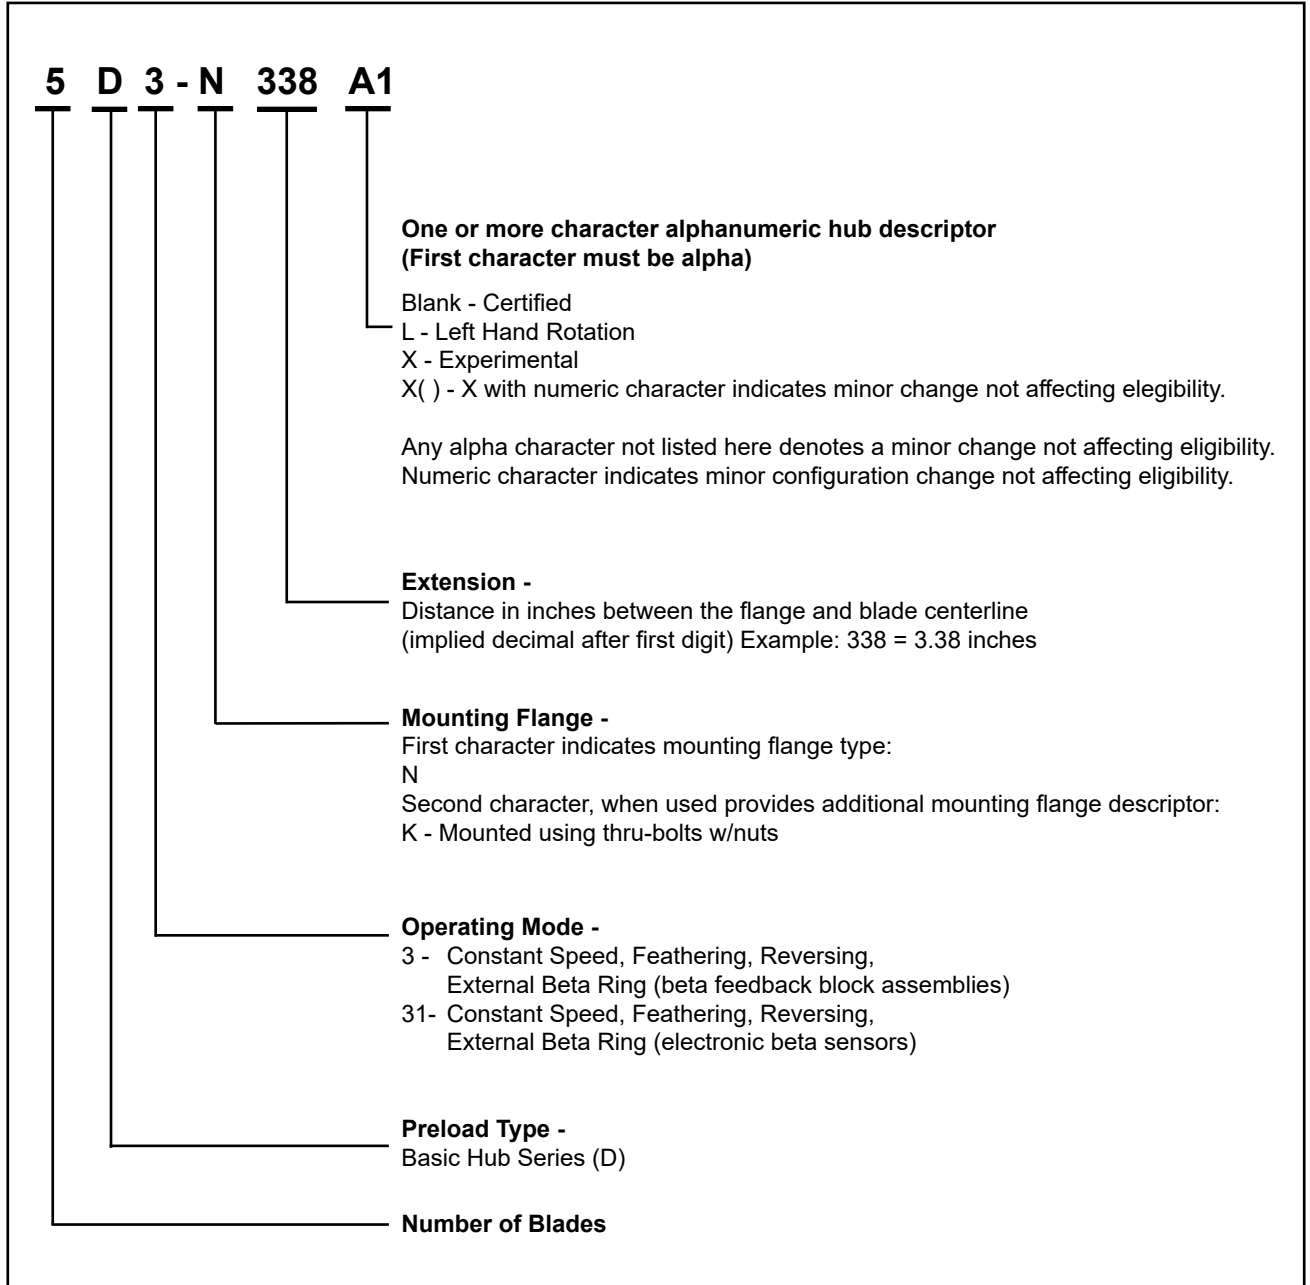 5 D 3 - N 338 A1
One or more character alphanumeric hub descriptor
(First character must be alpha)
Blank - Certified
L - Left Hand Rotation
X - Experimental
X( ) - X with numeric character indicates minor change not affecting elegibility.
Any alpha character not listed here denotes a minor change not affecting eligibility.
Numeric character indicates minor configuration change not affecting eligibility.
Extension -
Distance in inches between the flange and blade centerline
(implied decimal after first digit) Example: 338 = 3.38 inches
Mounting Flange -
First character indicates mounting flange type:
N
Second character, when used provides additional mounting flange descriptor:
K - Mounted using thru-bolts w/nuts
Operating Mode -
3 - Constant Speed, Feathering, Reversing,
External Beta Ring (beta feedback block assemblies)
31- Constant Speed, Feathering, Reversing,
External Beta Ring (electronic beta sensors)
Preload Type -
Basic Hub Series (D)
Number of Blades